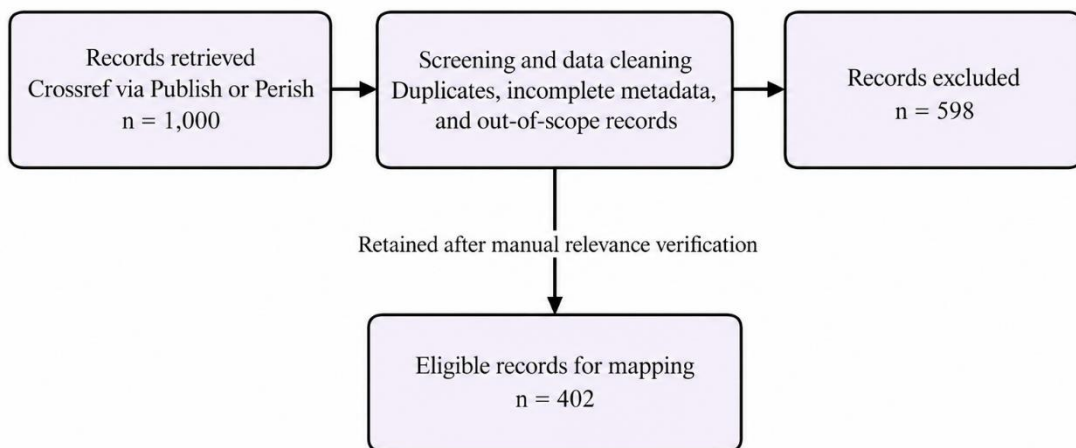 Records retrieved
Crossref via Publish or Perish
n = 1,000
Screening and data cleaning
Duplicates, incomplete metadata,
and out-of-scope records
Records excluded
n = 598
Retained after manual relevance verification
Eligible records for mapping
n = 402